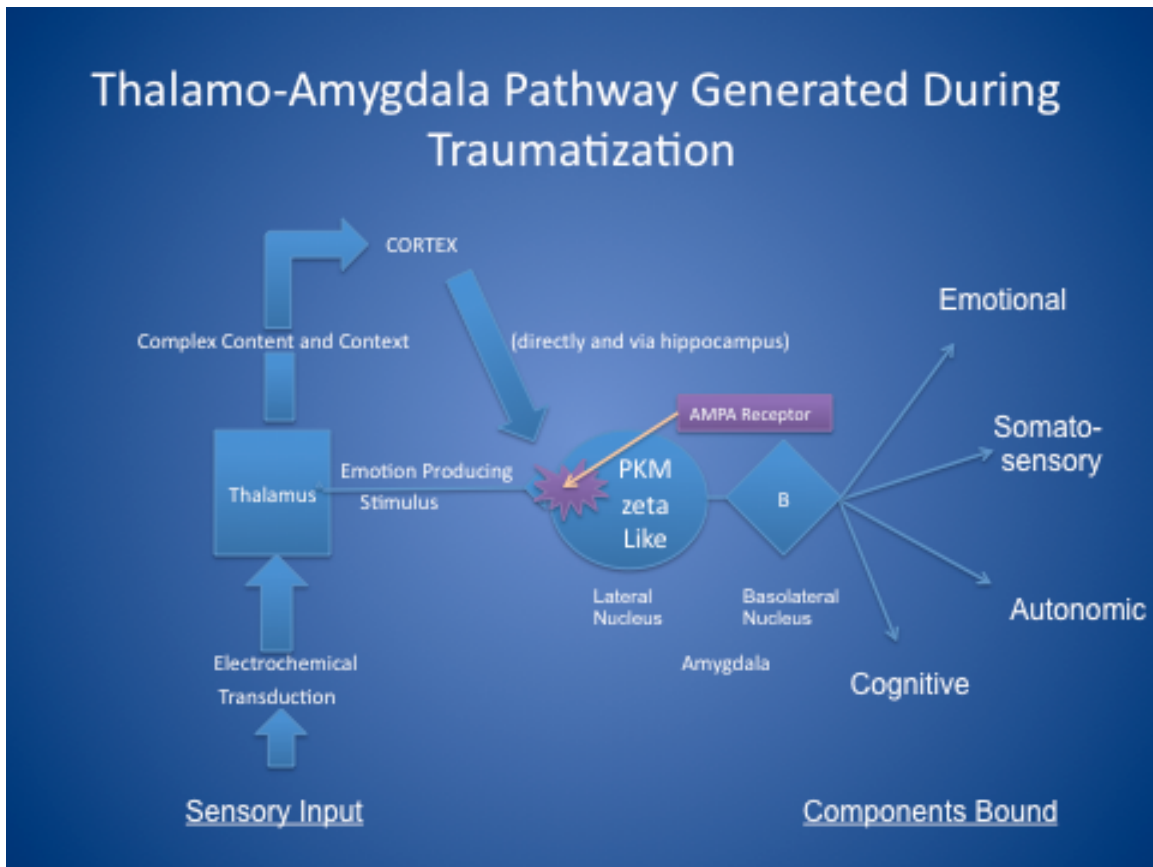 Thalamo-Amygdala Pathway Generated During
Traumatization
CORTEX
Complex Content and Context
(directly and via hippocampus)
Emotional
AMPA Receptor
Somato-
sensory
Thalamus
Emotion Producing
Stimulus
PKM
zeta
Like
B
Lateral
Nucleus
Basolateral
Nucleus
Amygdala
Autonomic
Cognitive
Electrochemical
Transduction
Sensory Input
Components Bound